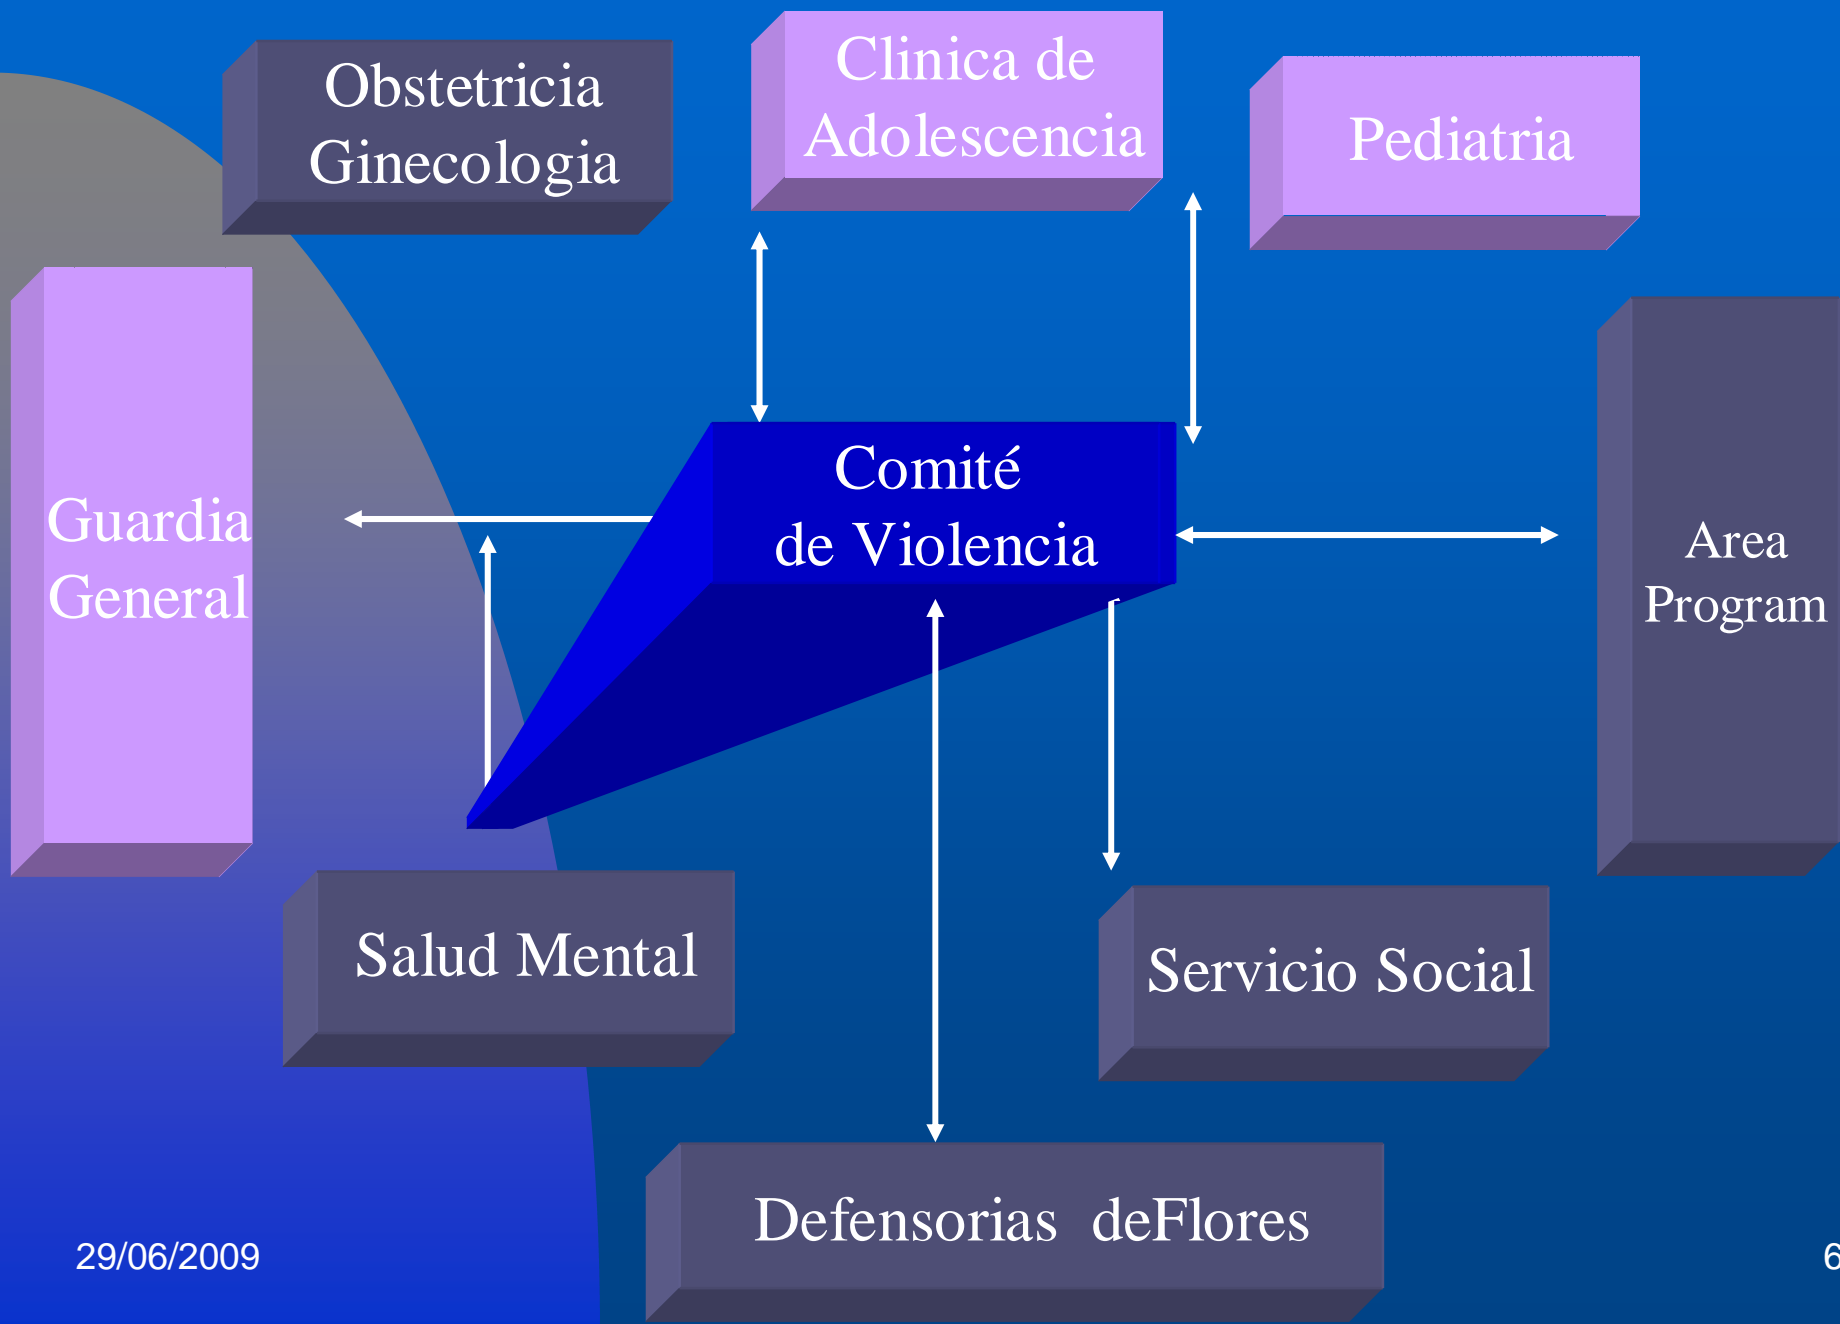 Obstetricia
Ginecologia
Clinica de
Adolescencia
Pediatria
Guardia
General
Comité
de Violencia
Area
Program
Salud Mental
Servicio Social
Defensorias  deFlores
29/06/2009
6